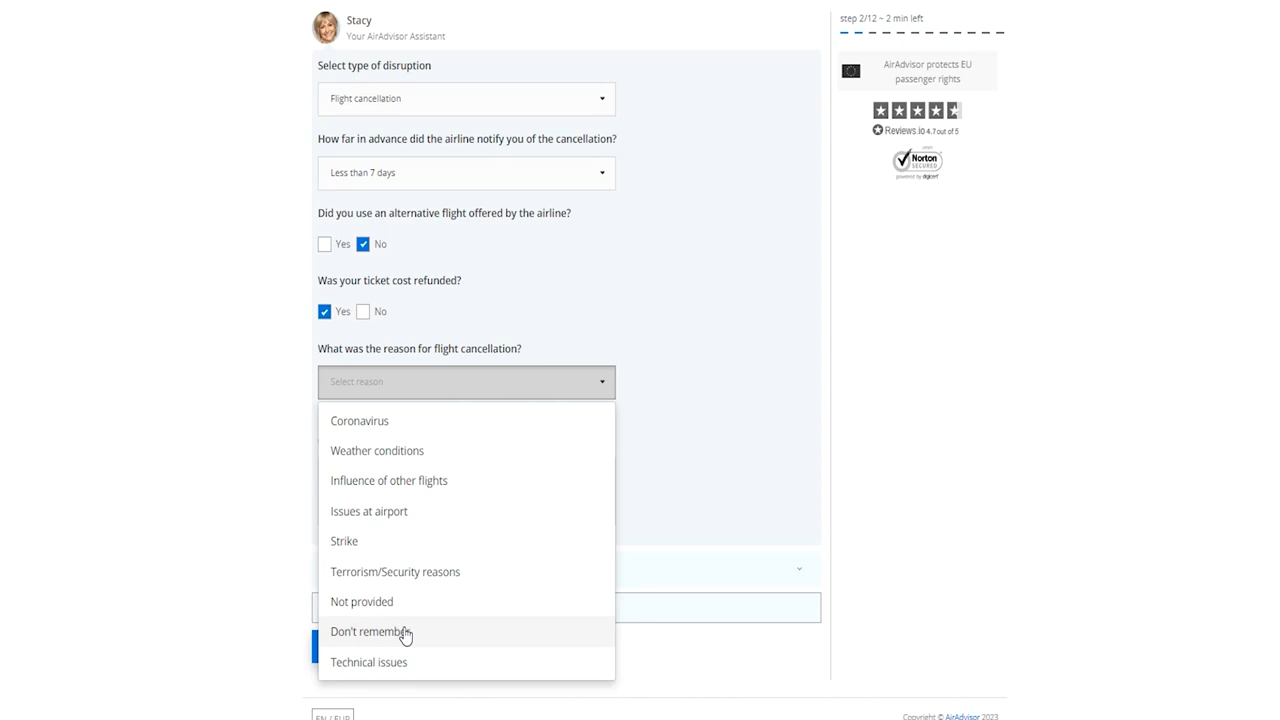 Stacy
Your AirAdvisor Assistant
step 2/12 ~ 2 min left
AirAdvisor protects EU
passenger rights
Reviews.io 4.7 out of 5
Norton
SECURED
powered by digicert
Select type of disruption
Flight cancellation
How far in advance did the airline notify you of the cancellation?
Less than 7 days
Did you use an alternative flight offered by the airline?
Yes No
Was your ticket cost refunded?
Yes No
What was the reason for flight cancellation?
Select reason
Coronavirus
Weather conditions
Influence of other flights
Issues at airport
Strike
Terrorism/Security reasons
Not provided
Don't remember
Technical issues
EN / EUR
Copyright © AirAdvisor 2023